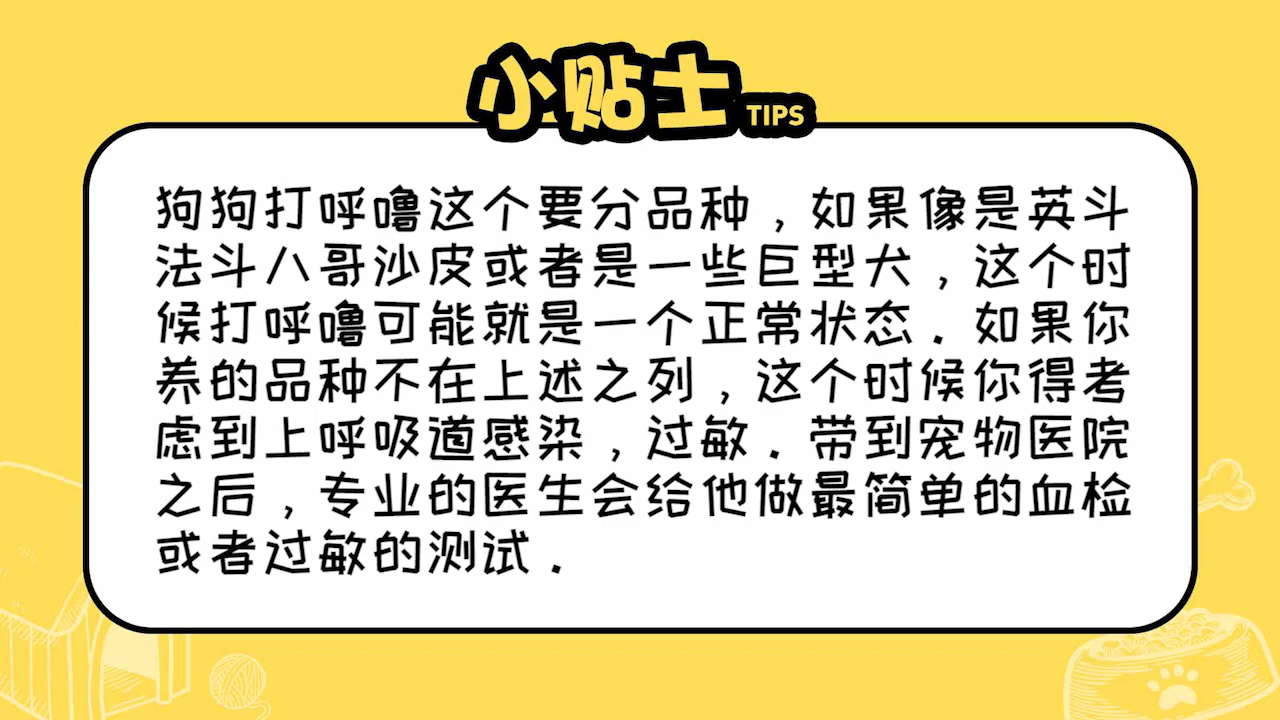 小贴士 TIPS
狗狗打呼噜这个要分品种，如果像是英斗
法斗八哥沙皮或者是一些巨型犬，这个时
候打呼噜可能就是一个正常状态．如果你
养的品种不在上述之列，这个时候你得考
虑到上呼吸道感染，过敏．带到宠物医院
之后，专业的医生会给他做最简单的血检
或者过敏的测试．